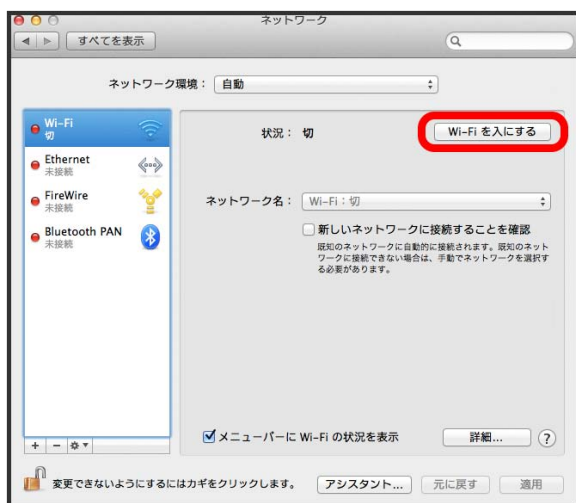 ネットワーク
すべてを表示
ネットワーク環境： 自動
Wi-Fi
切
Ethernet
未接続
FireWire
未接続
Bluetooth PAN
未接続
状況： 切
Wi-Fi を入にする
ネットワーク名： Wi-Fi：切
新しいネットワークに接続することを確認
既知のネットワークに自動的に接続されます。既知のネット
ワークに接続できない場合は、手動でネットワークを選択す
る必要があります。
メニューバーに Wi-Fi の状況を表示
詳細... ?
変更できないようにするにはカギをクリックします。
アシスタント... 元に戻す 適用